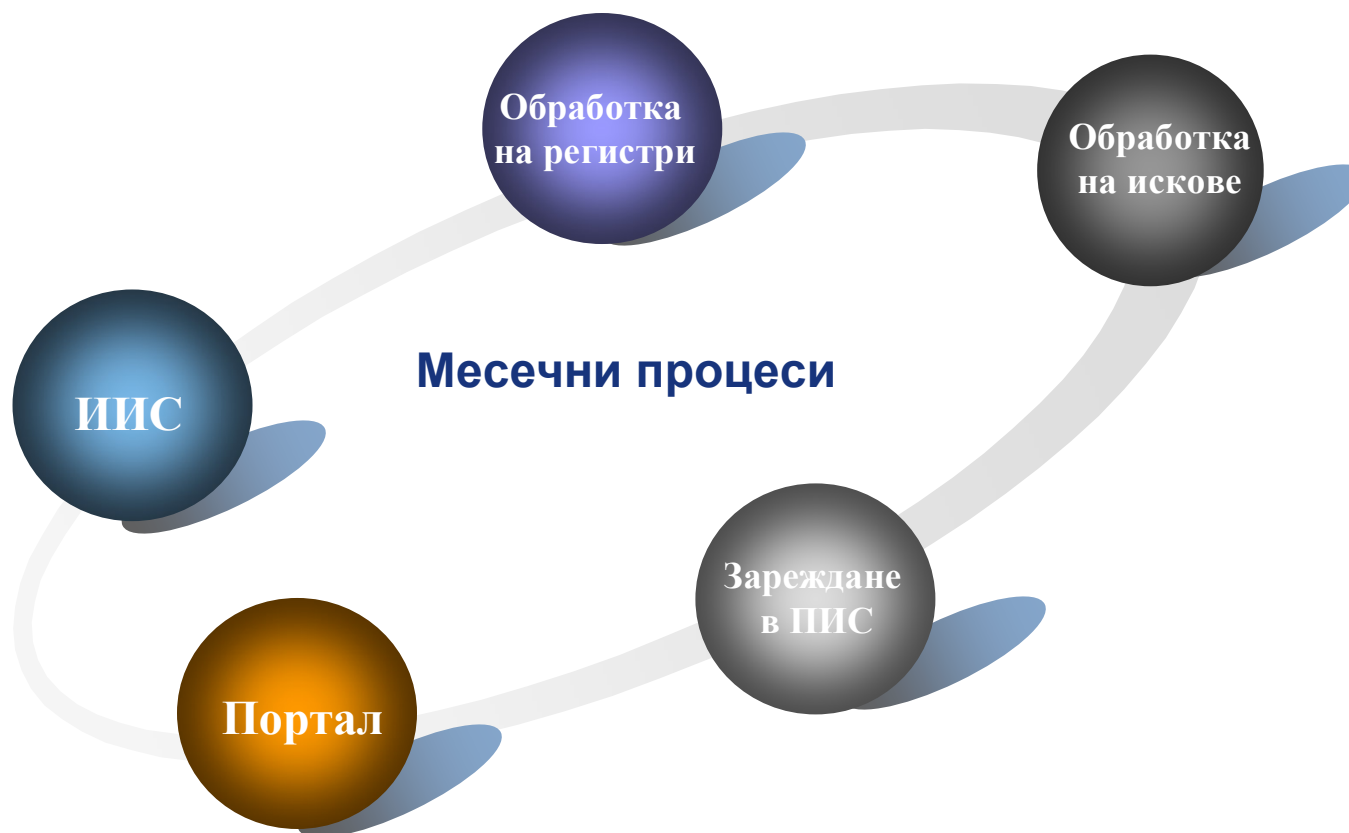 Обработка
на регистри
Обработка
на искове
Месечни процеси
ИИС
Зареждане
в ПИС
Портал